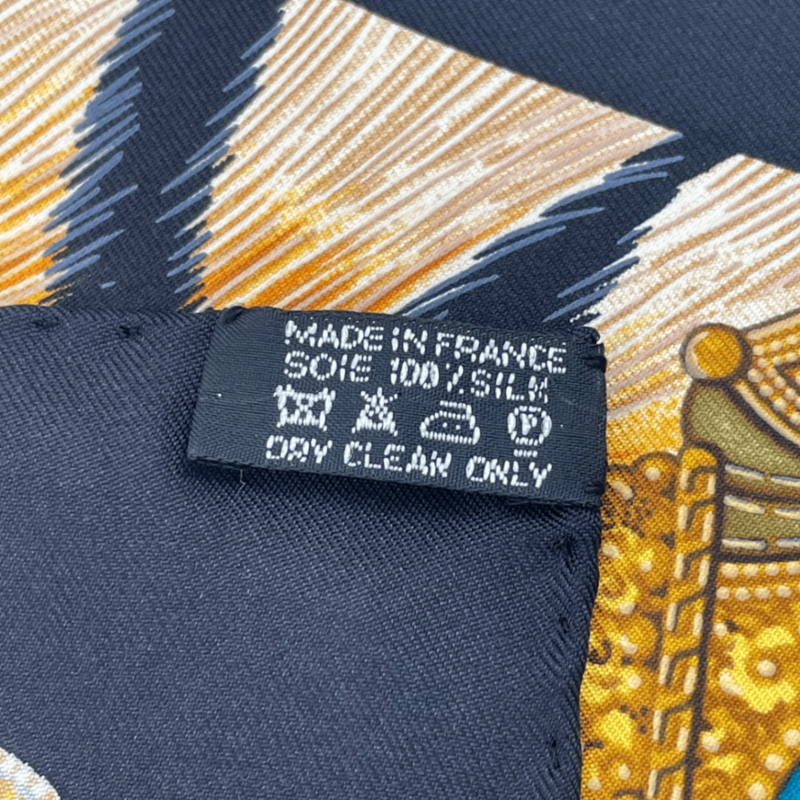 MADE IN FRANCE
SOIE 100% SILK
P
DRY CLEAN ONLY